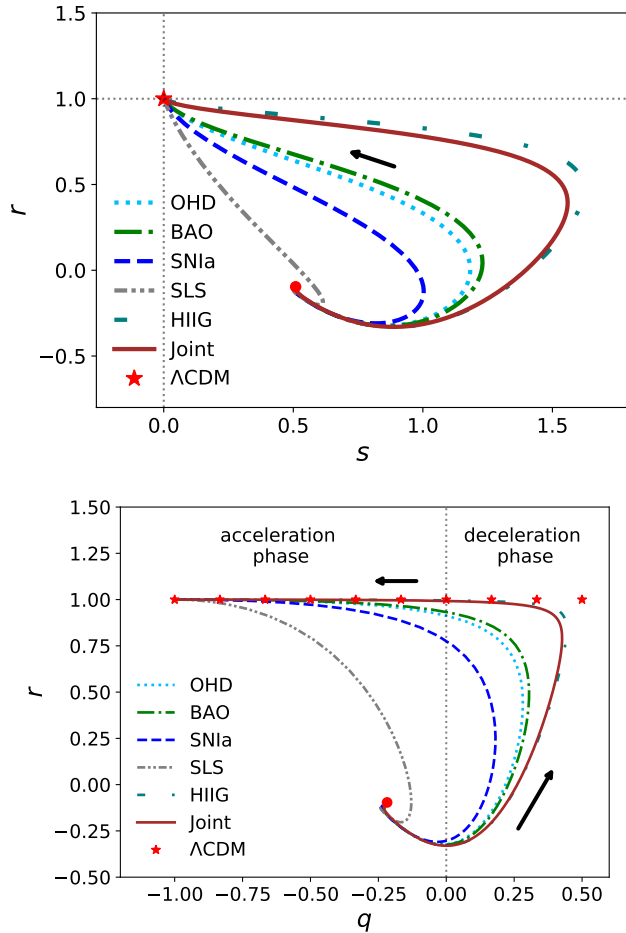 1.5
1.0
0.5
0.0
−0.5
r
OHD
BAO
SNIa
SLS
HIIG
Joint
ΛCDM
0.0 0.5 1.0 1.5
s
1.50
1.25
1.00
0.75
0.50
0.25
0.00
−0.25
−0.50
r
acceleration
phase
deceleration
phase
OHD
BAO
SNIa
SLS
HIIG
Joint
ΛCDM
−1.00 −0.75 −0.50 −0.25 0.00 0.25 0.50
q